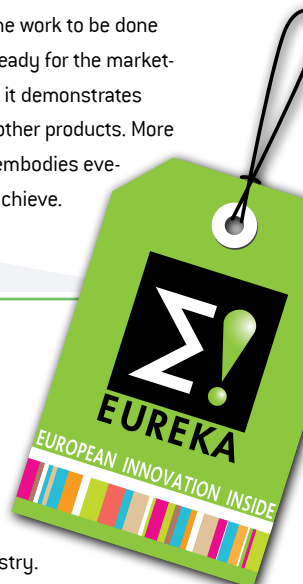 ne work to be done
eady for the market-
it demonstrates
other products. More
embodies eve-
chieve.
Σ!
EUREKA
EUROPEAN INNOVATION INSIDE
stry.